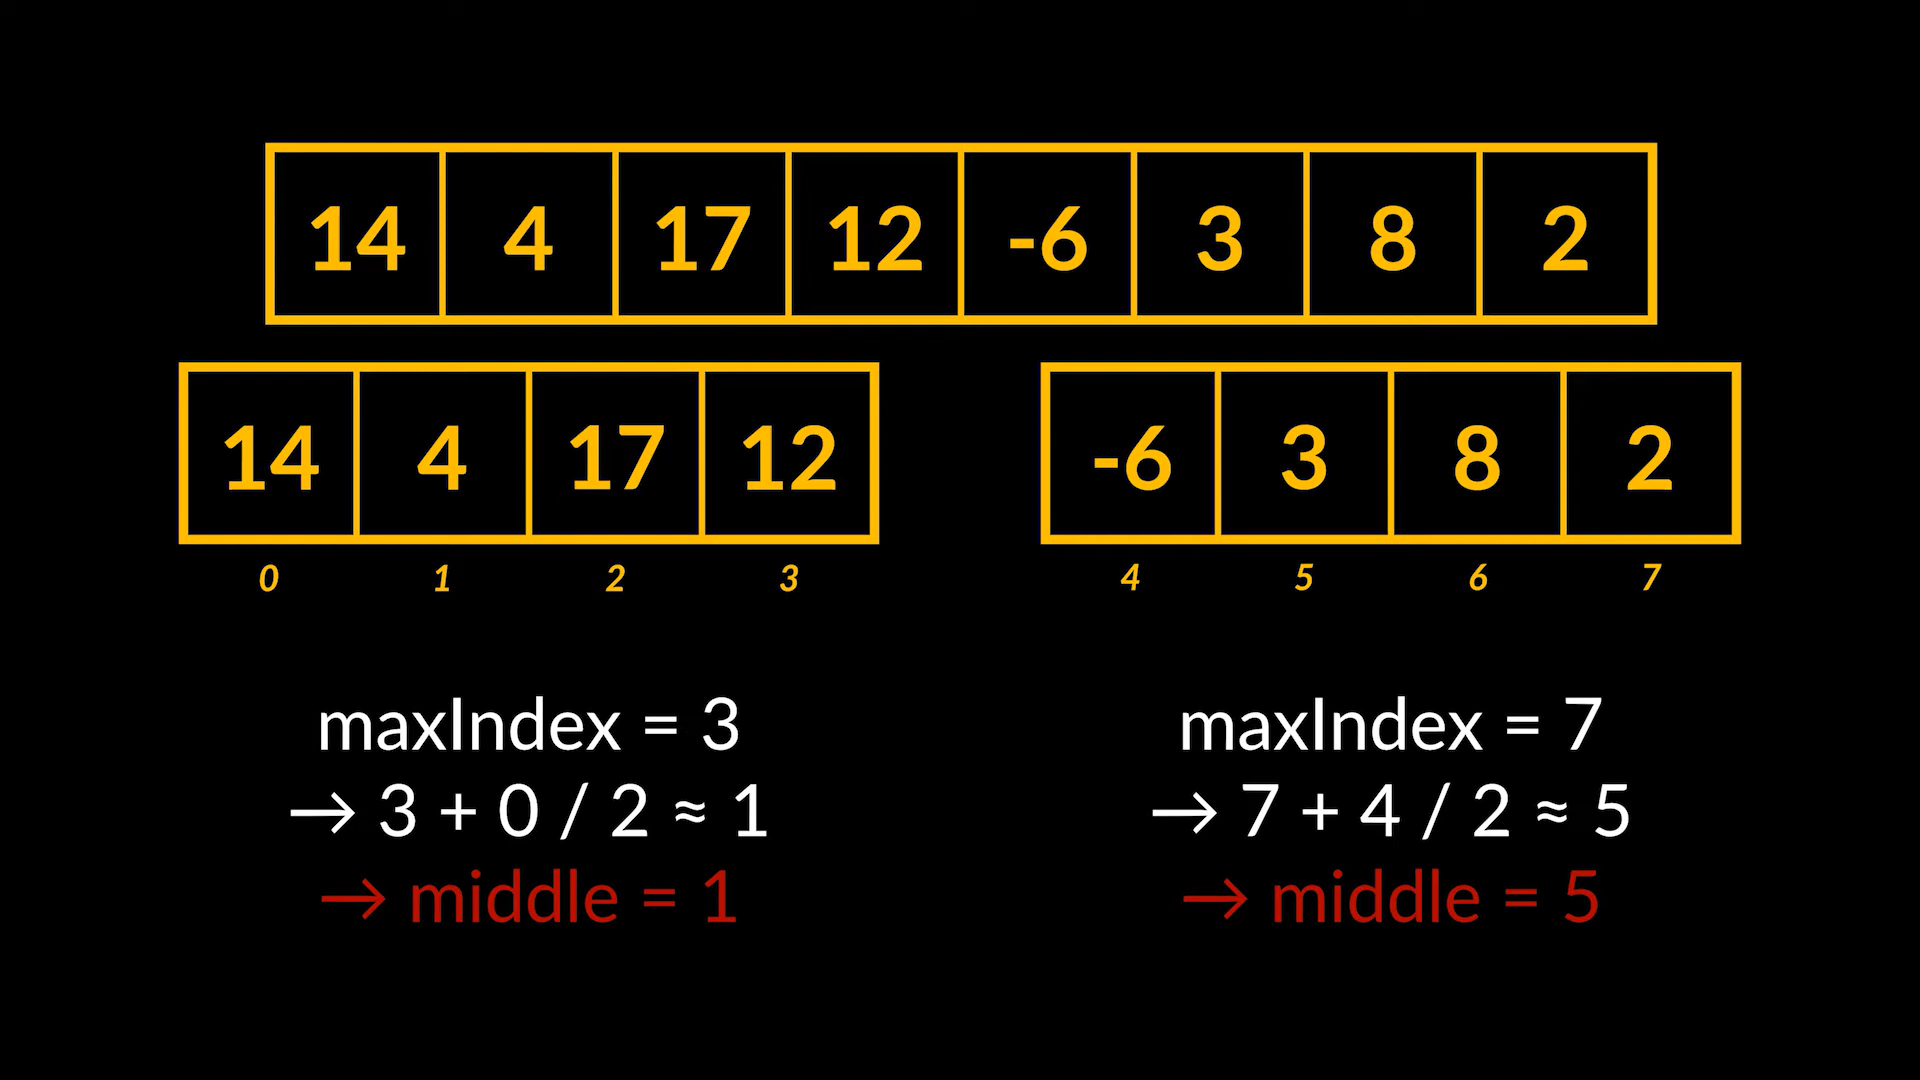 14 4 17 12 -6 3 8 2
14 4 17 12 -6 3 8 2
0 1 2 3 4 5 6 7
maxIndex = 3
→ 3 + 0 / 2 ≈ 1
→ middle = 1
maxIndex = 7
→ 7 + 4 / 2 ≈ 5
→ middle = 5